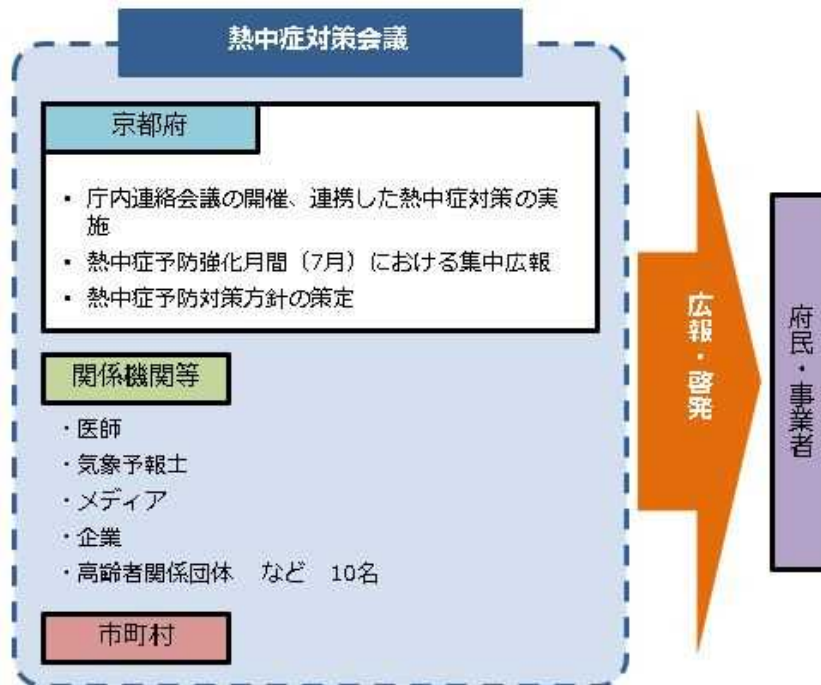 熱中症対策会議
京都府
▪ 庁内連絡会議の開催、連携した熱中症対策の実
施
▪ 熱中症予防強化月間（7月）における集中広報
▪ 熱中症予防対策方針の策定
関係機関等
・医師
・気象予報士
・メディア
・企業
・高齢者関係団体　など　10名
市町村
広報・啓発
府民・事業者